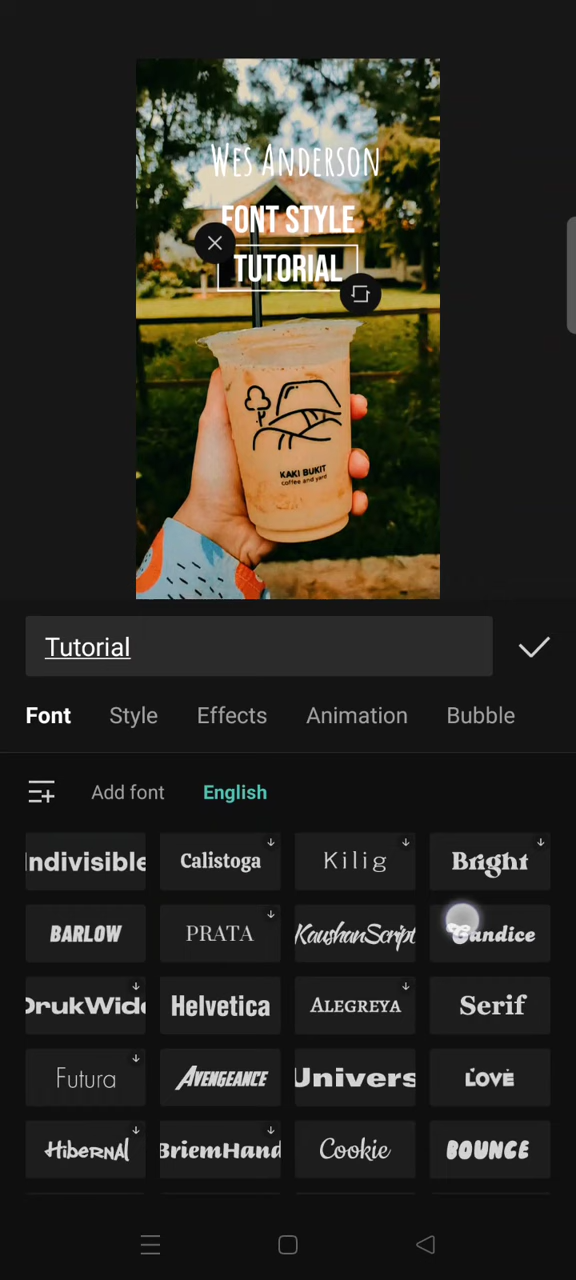 Wes Anderson
FONT STYLE
TUTORIAL
KAKI BUKIT
coffee and yard
Tutorial
Font Style Effects Animation Bubble
Add font English
Indivisible Calistoga Kilig Bright
BARLOW PRATA KaushanScript Candice
DrukWide Helvetica ALEGREYA Serif
Futura AVENGEANCE Univers LOVE
HIBERNAL BriemHand Cookie BOUNCE